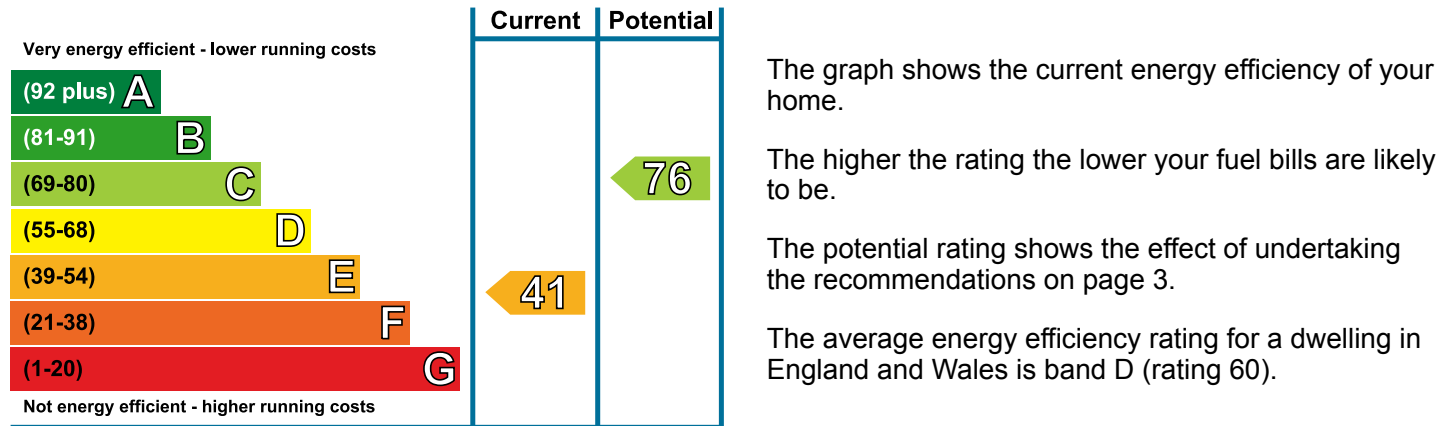 Current Potential
Very energy efficient - lower running costs
(92 plus) A
(81-91) B
(69-80) C
76
(55-68) D
(39-54) E
41
(21-38) F
(1-20) G
Not energy efficient - higher running costs
The graph shows the current energy efficiency of your
home.
The higher the rating the lower your fuel bills are likely
to be.
The potential rating shows the effect of undertaking
the recommendations on page 3.
The average energy efficiency rating for a dwelling in
England and Wales is band D (rating 60).